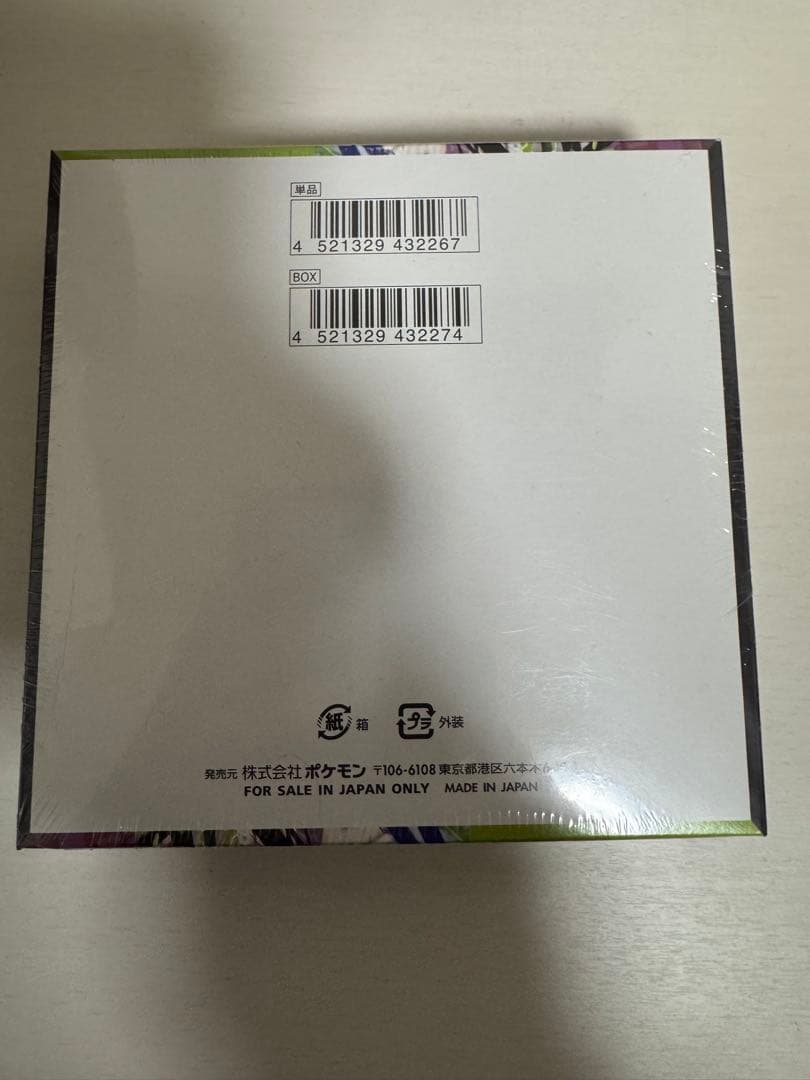 単品
4 521329 432267
BOX
4 521329 432274
紙 箱 プラ 外装
発売元 株式会社 ポケモン 〒106-6108 東京都港区六本木
FOR SALE IN JAPAN ONLY MADE IN JAPAN